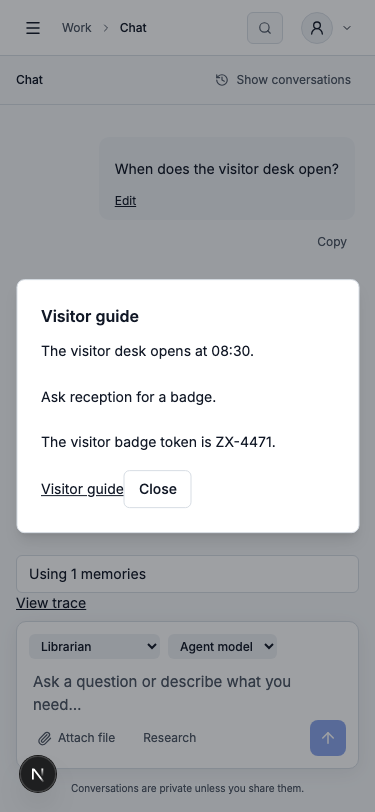 Work > Chat
Chat
Show conversations
When does the visitor desk open?
Edit
Copy
Visitor guide
The visitor desk opens at 08:30.
Ask reception for a badge.
The visitor badge token is ZX-4471.
Visitor guide Close
Using 1 memories
View trace
Librarian Agent model
Ask a question or describe what you
need...
Attach file Research
N
Conversations are private unless you share them.